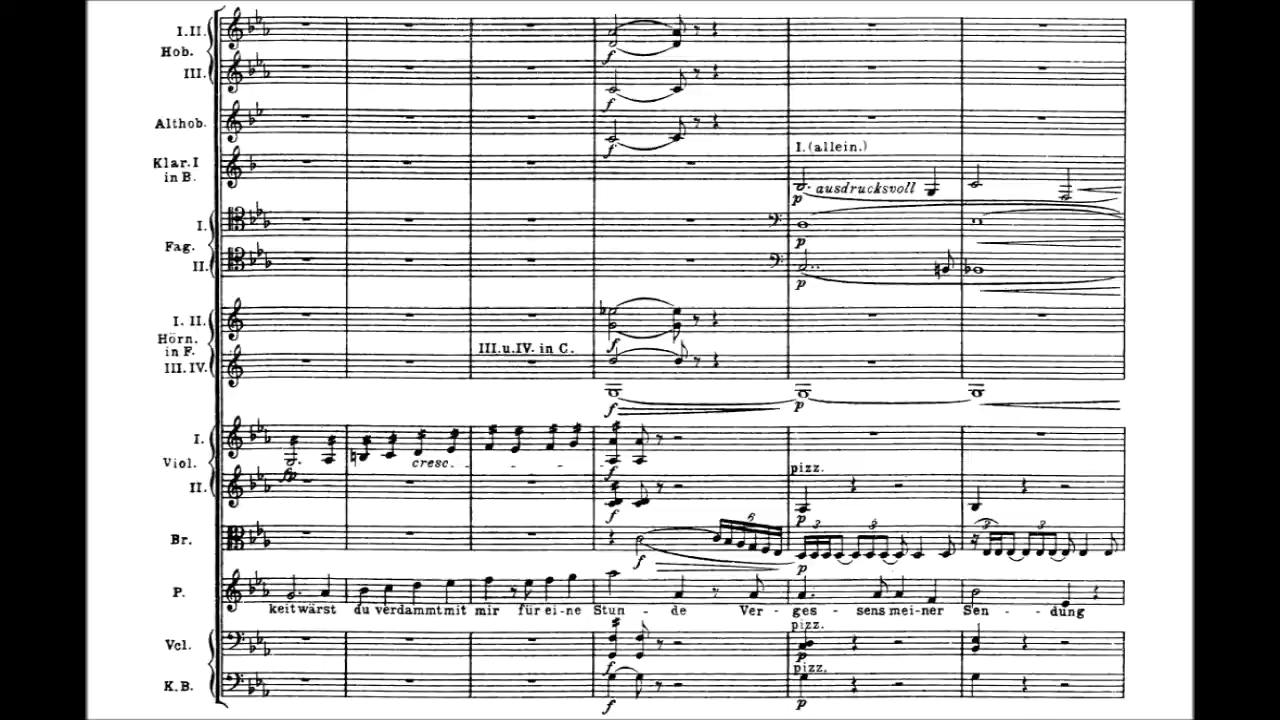 I.II.
Hob.
III.
Althob.
Klar.I
in B.
I. (allein.)
p ausdrucksvoll
I.
Fag.
II.
I. II.
Hörn.
in F.
III. IV.
III.u.IV. in C.
I.
Viol.
cresc.
II.
pizz.
Br.
P.
keit wärst du verdammt mit mir für ei-ne Stun - de Ver - ges - sens mei-ner Sen - dung
pizz.
Vcl.
pizz.
K.B.